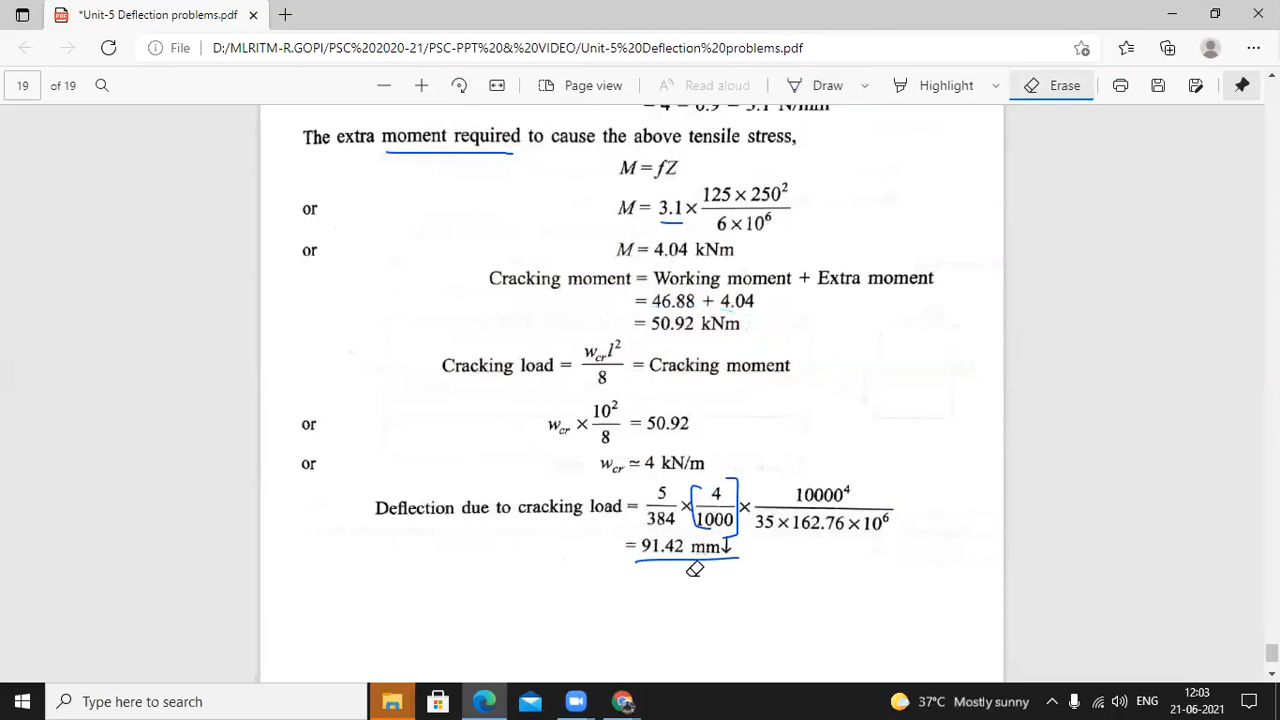 *Unit-5 Deflection problems.pdf
File D:/MLRITM-R.GOPI/PSC%202020-21/PSC-PPT%20&%20VIDEO/Unit-5%20Deflection%20problems.pdf
19 of 19 Page view Read aloud Draw Highlight Erase
The extra moment required to cause the above tensile stress,
M = fZ
or M = 3.1 × (125 × 250²)/(6 × 10⁶)
or M = 4.04 kNm
Cracking moment = Working moment + Extra moment
= 46.88 + 4.04
= 50.92 kNm
Cracking load = (w_cr l²)/8 = Cracking moment
or w_cr × 10²/8 = 50.92
or w_cr ≃ 4 kN/m
Deflection due to cracking load = 5/384 × 4/1000 × 10000⁴/(35 × 162.76 × 10⁶)
= 91.42 mm↓
Type here to search 37°C Mostly sunny ENG 12:03
21-06-2021